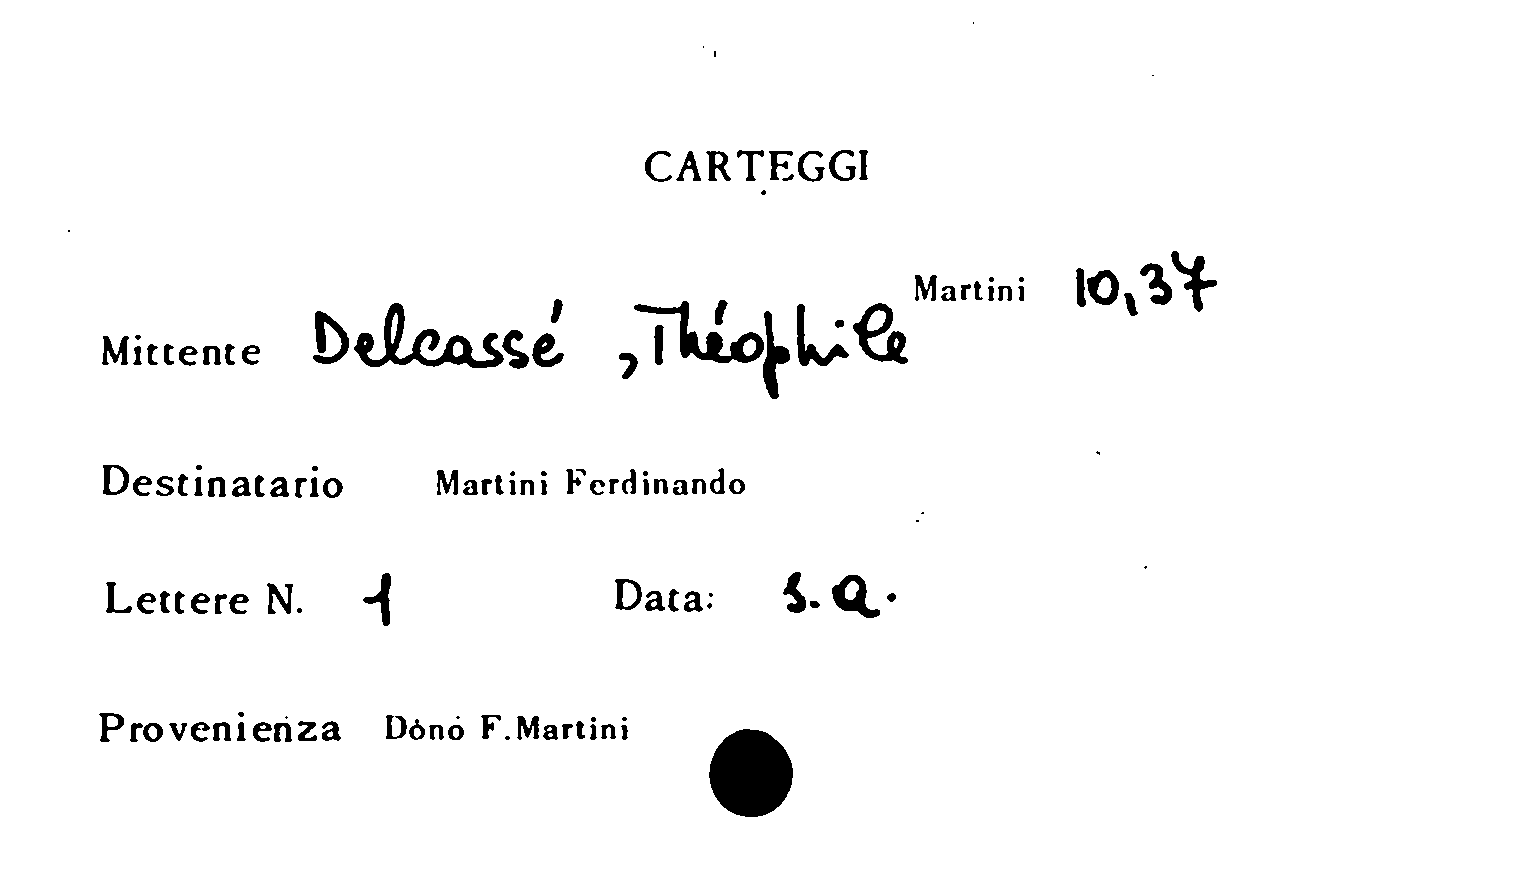 CARTEGGI
Martini 10,37
Mittente Delcassé, Théophile
Destinatario Martini Ferdinando
Lettere N. 1 Data: s.a.
Provenienza Dono F.Martini